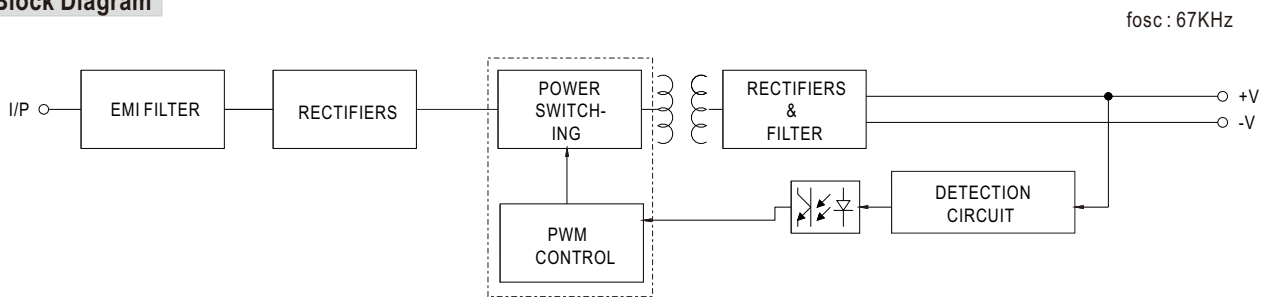 Block Diagram
fosc : 67KHz
I/P
EMI FILTER
RECTIFIERS
POWER
SWITCH-
ING
RECTIFIERS
&
FILTER
+V
-V
DETECTION
CIRCUIT
PWM
CONTROL